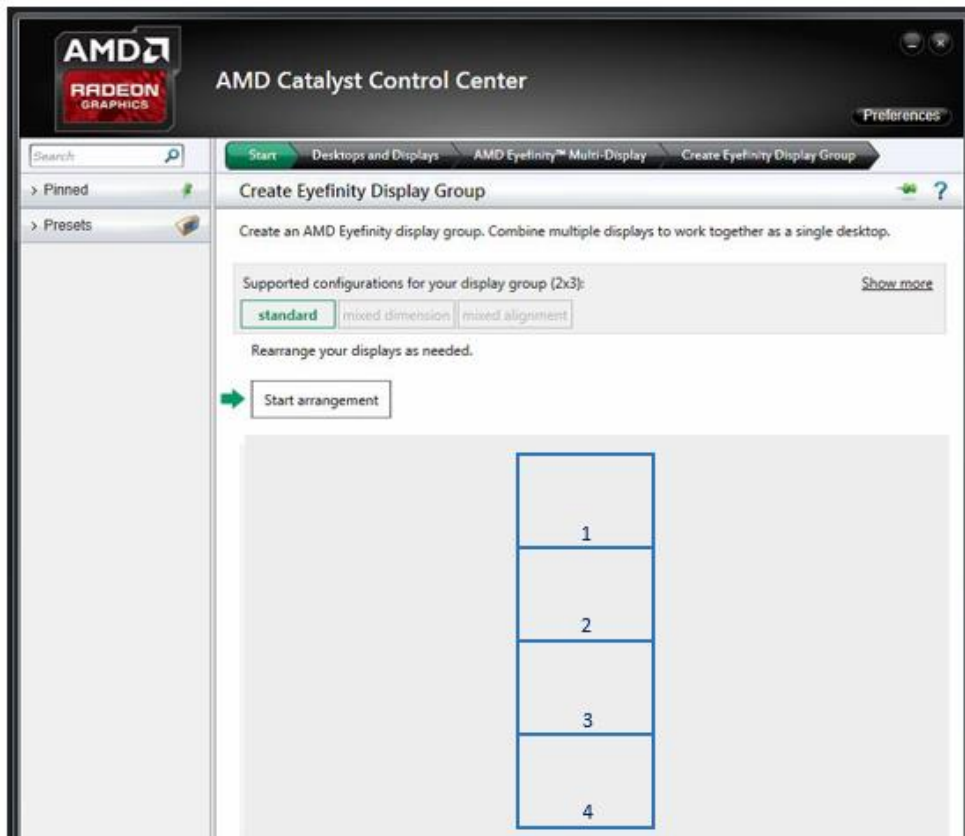 AMD
RADEON
GRAPHICS
AMD Catalyst Control Center
Preferences
Search
Start Desktops and Displays AMD Eyefinity™ Multi-Display Create Eyefinity Display Group
> Pinned
Create Eyefinity Display Group ?
> Presets
Create an AMD Eyefinity display group. Combine multiple displays to work together as a single desktop.
Supported configurations for your display group (2x3): Show more
standard mixed dimension mixed alignment
Rearrange your displays as needed.
Start arrangement
1
2
3
4